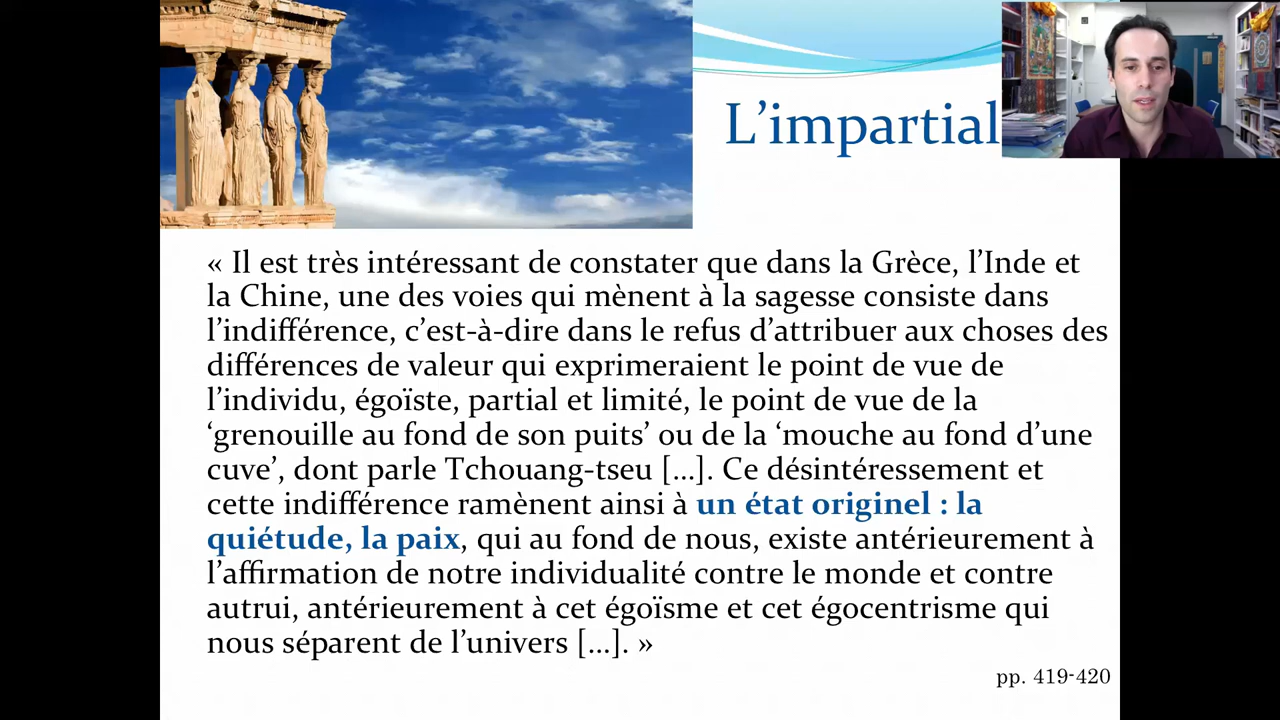 L'impartial
« Il est très intéressant de constater que dans la Grèce, l'Inde et
la Chine, une des voies qui mènent à la sagesse consiste dans
l'indifférence, c'est-à-dire dans le refus d'attribuer aux choses des
différences de valeur qui exprimeraient le point de vue de
l'individu, égoïste, partial et limité, le point de vue de la
‘grenouille au fond de son puits’ ou de la ‘mouche au fond d'une
cuve’, dont parle Tchouang-tseu [...]. Ce désintéressement et
cette indifférence ramènent ainsi à un état originel : la
quiétude, la paix, qui au fond de nous, existe antérieurement à
l'affirmation de notre individualité contre le monde et contre
autrui, antérieurement à cet égoïsme et cet égocentrisme qui
nous séparent de l'univers [...]. »
pp. 419-420